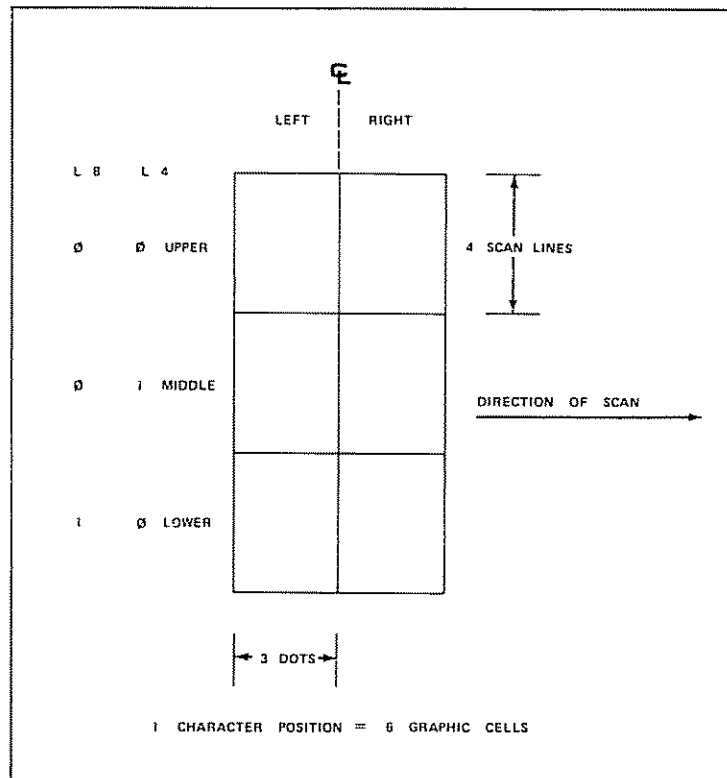 ℄
LEFT RIGHT
L 8 L 4
Ø Ø UPPER 4 SCAN LINES
Ø 1 MIDDLE
DIRECTION OF SCAN
1 Ø LOWER
3 DOTS
1 CHARACTER POSITION = 6 GRAPHIC CELLS